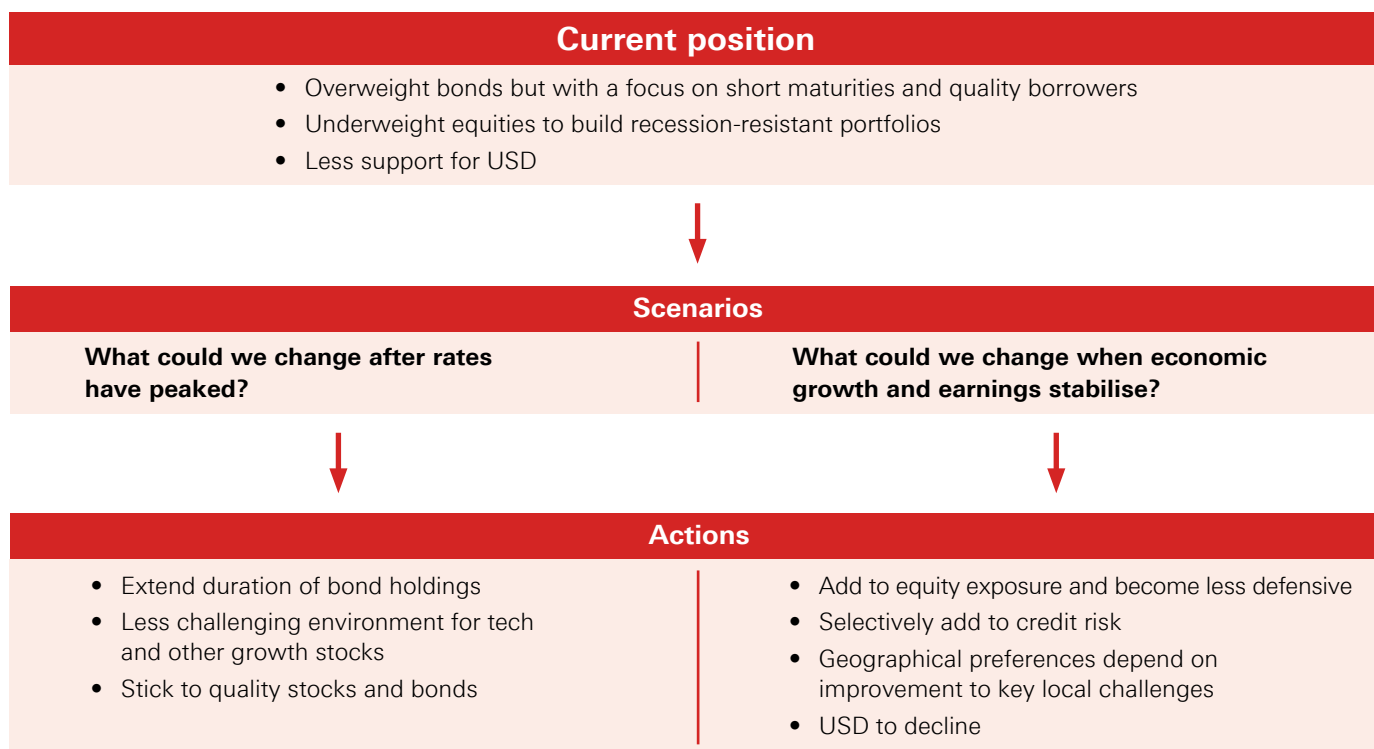 Current position
• Overweight bonds but with a focus on short maturities and quality borrowers
• Underweight equities to build recession-resistant portfolios
• Less support for USD
Scenarios
What could we change after rates
have peaked?
What could we change when economic
growth and earnings stabilise?
Actions
• Extend duration of bond holdings
• Less challenging environment for tech
and other growth stocks
• Stick to quality stocks and bonds
• Add to equity exposure and become less defensive
• Selectively add to credit risk
• Geographical preferences depend on
improvement to key local challenges
• USD to decline